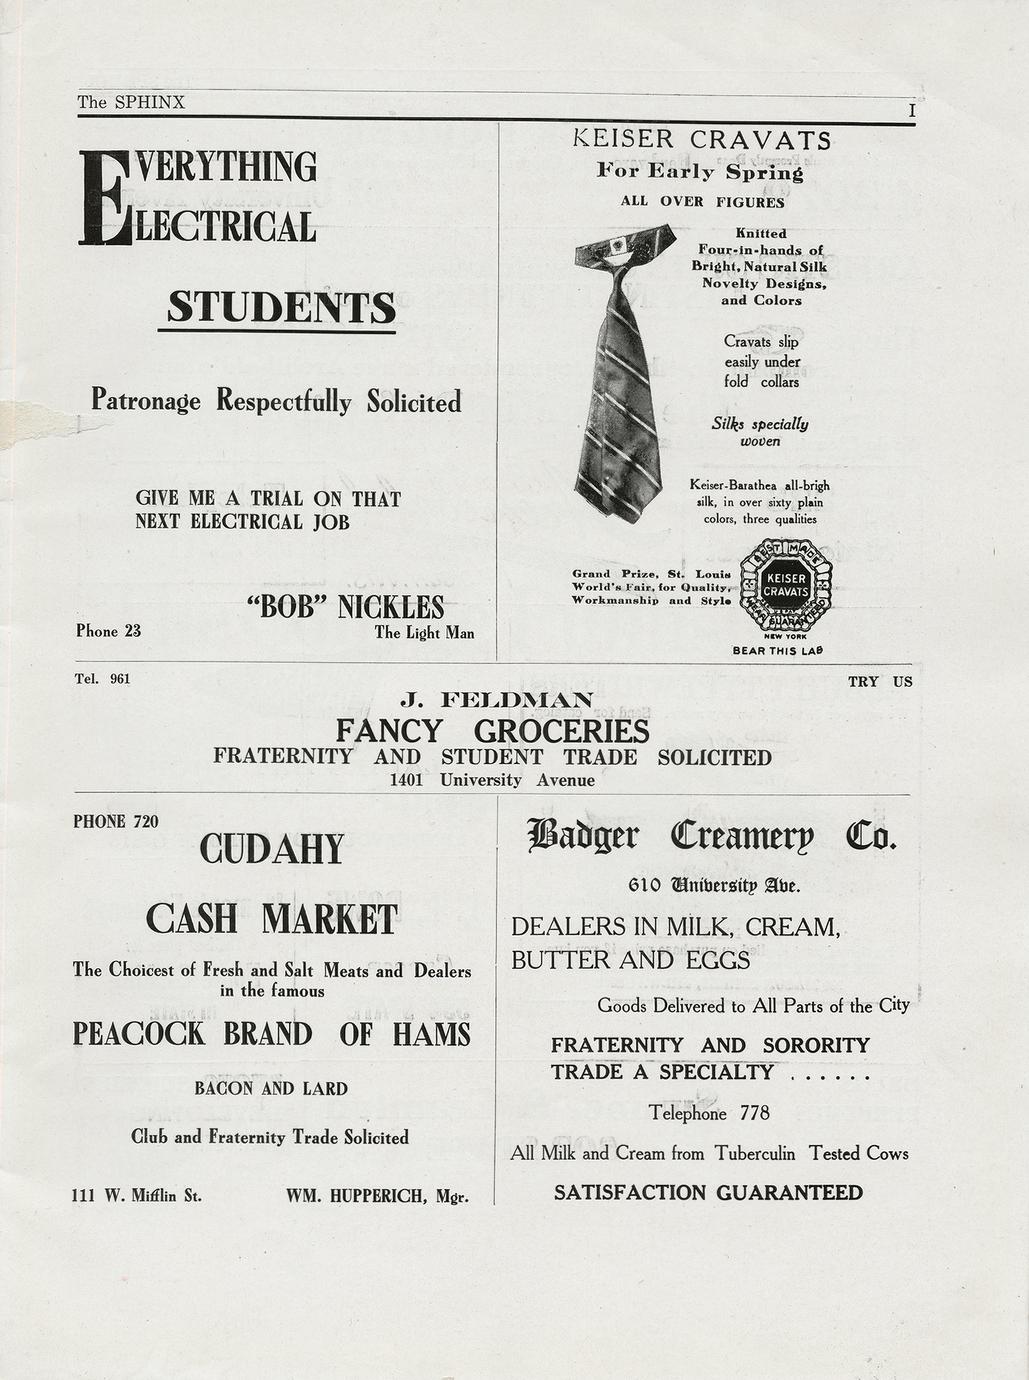 The SPHINX
I
EVERYTHING
ELECTRICAL
STUDENTS
Patronage Respectfully Solicited
GIVE ME A TRIAL ON THAT
NEXT ELECTRICAL JOB
“BOB” NICKLES
Phone 23
The Light Man
KEISER CRAVATS
For Early Spring
ALL OVER FIGURES
Knitted
Four-in-hands of
Bright, Natural Silk
Novelty Designs,
and Colors
Cravats slip
easily under
fold collars
Silks specially
woven
Keiser-Barathea all-brigh
silk, in over sixty plain
colors, three qualities
Grand Prize, St. Louis
World's Fair, for Quality,
Workmanship and Style
BEST MADE
KEISER
CRAVATS
WEAR GUARANTEED
NEW YORK
BEAR THIS LAB
Tel. 961
TRY US
J. FELDMAN
FANCY GROCERIES
FRATERNITY AND STUDENT TRADE SOLICITED
1401 University Avenue
PHONE 720
CUDAHY
CASH MARKET
The Choicest of Fresh and Salt Meats and Dealers
in the famous
PEACOCK BRAND OF HAMS
BACON AND LARD
Club and Fraternity Trade Solicited
111 W. Mifflin St.
WM. HUPPERICH, Mgr.
Badger Creamery Co.
610 University Ave.
DEALERS IN MILK, CREAM,
BUTTER AND EGGS
Goods Delivered to All Parts of the City
FRATERNITY AND SORORITY
TRADE A SPECIALTY . . . . . .
Telephone 778
All Milk and Cream from Tuberculin Tested Cows
SATISFACTION GUARANTEED